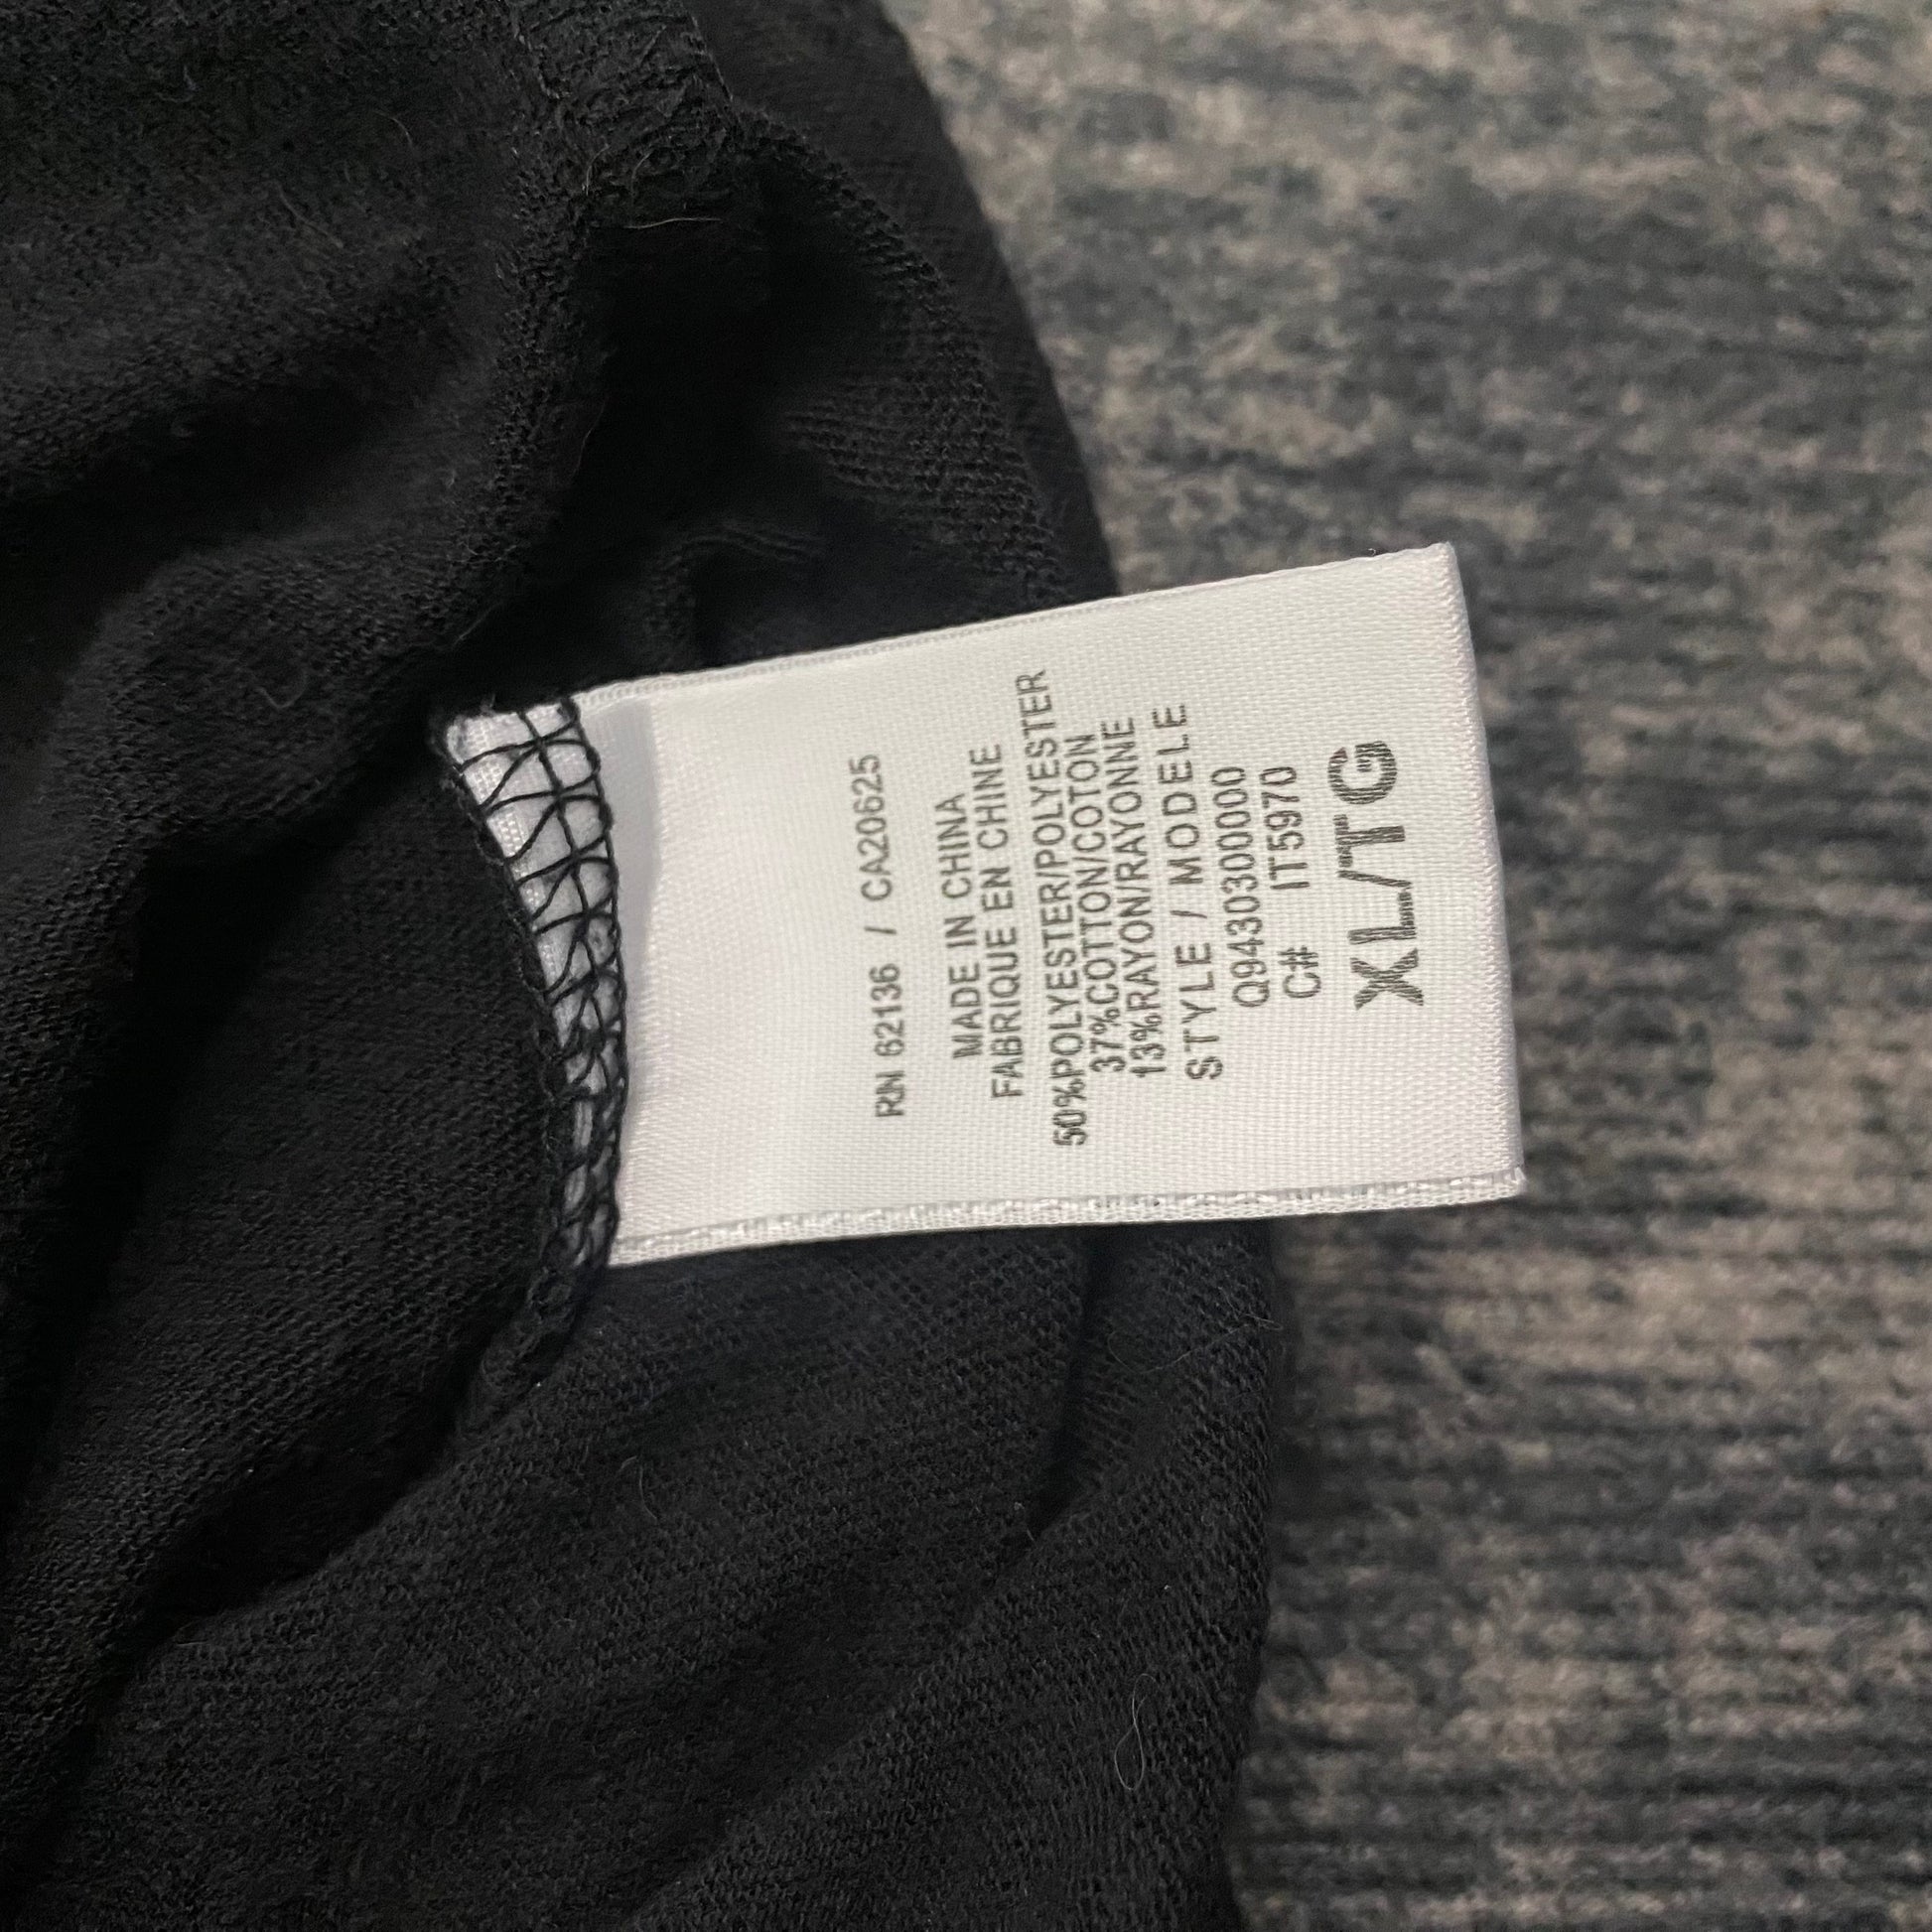 RN 62136 / CA20625
MADE IN CHINA
FABRIQUE EN CHINE
50%POLYESTER/POLYESTER
37%COTTON/COTON
13%RAYON/RAYONNE
STYLE / MODELE
Q9430300000
C# IT5970
XL/TG